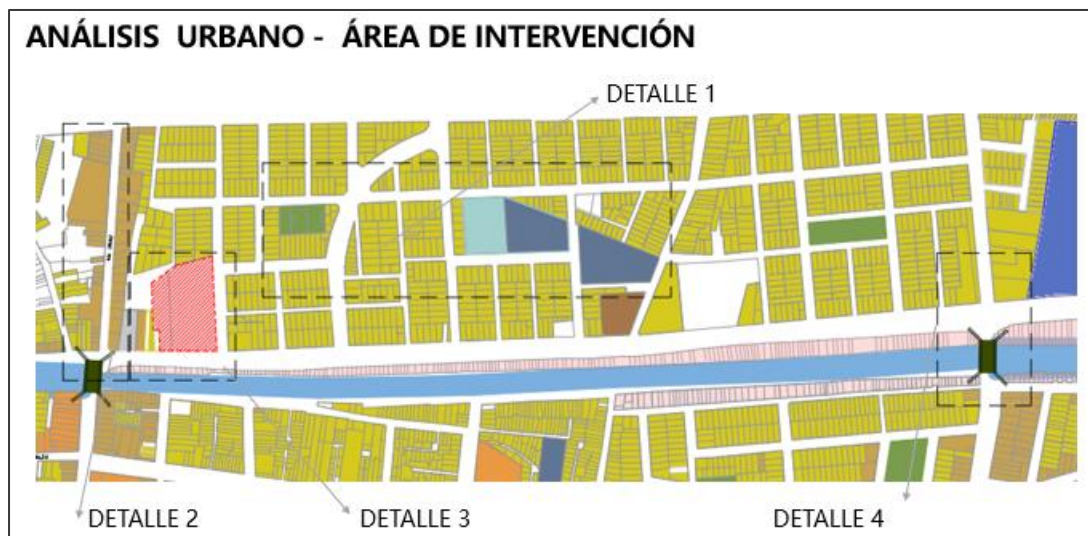 ANÁLISIS URBANO - ÁREA DE INTERVENCIÓN
DETALLE 1
DETALLE 2
DETALLE 3
DETALLE 4